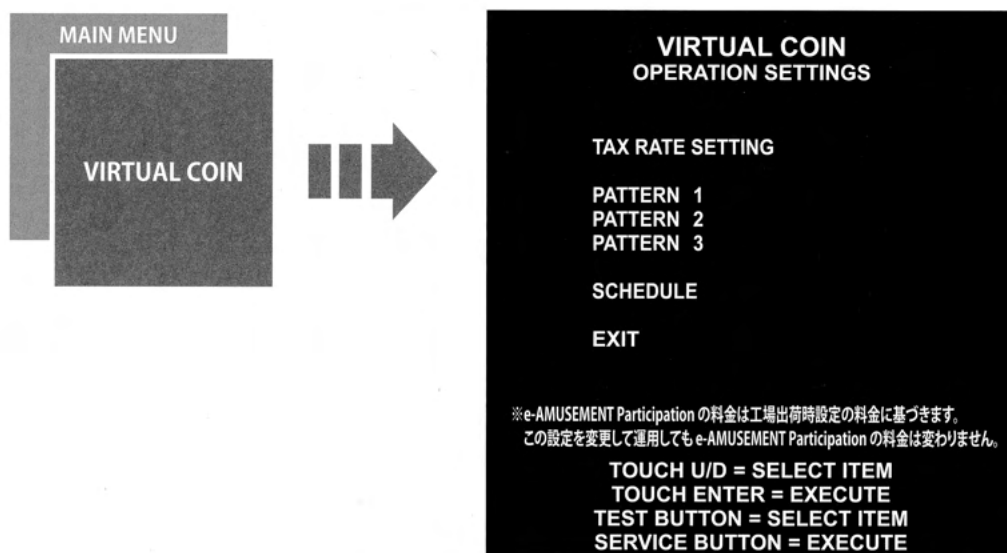 MAIN MENU
VIRTUAL COIN
VIRTUAL COIN
OPERATION SETTINGS
TAX RATE SETTING
PATTERN 1
PATTERN 2
PATTERN 3
SCHEDULE
EXIT
※e-AMUSEMENT Participation の料金は工場出荷時設定の料金に基づきます。
この設定を変更して運用しても e-AMUSEMENT Participation の料金は変わりません。
TOUCH U/D = SELECT ITEM
TOUCH ENTER = EXECUTE
TEST BUTTON = SELECT ITEM
SERVICE BUTTON = EXECUTE